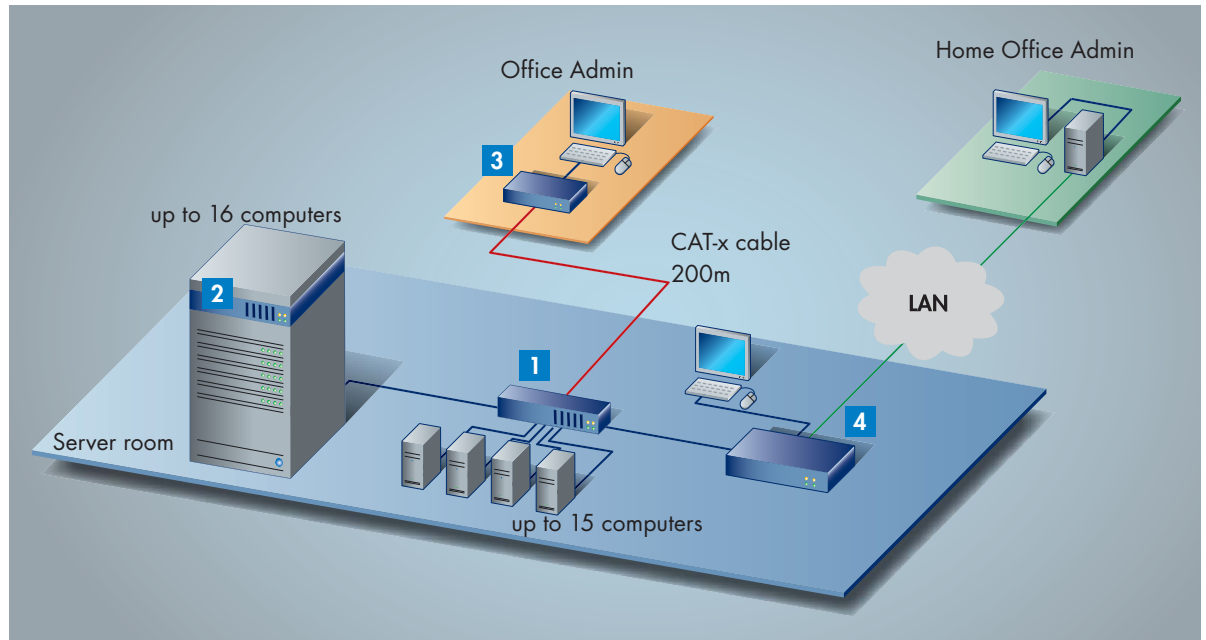 Home Office Admin
Office Admin
3
up to 16 computers
CAT-x cable
200m
2
LAN
1
4
Server room
up to 15 computers